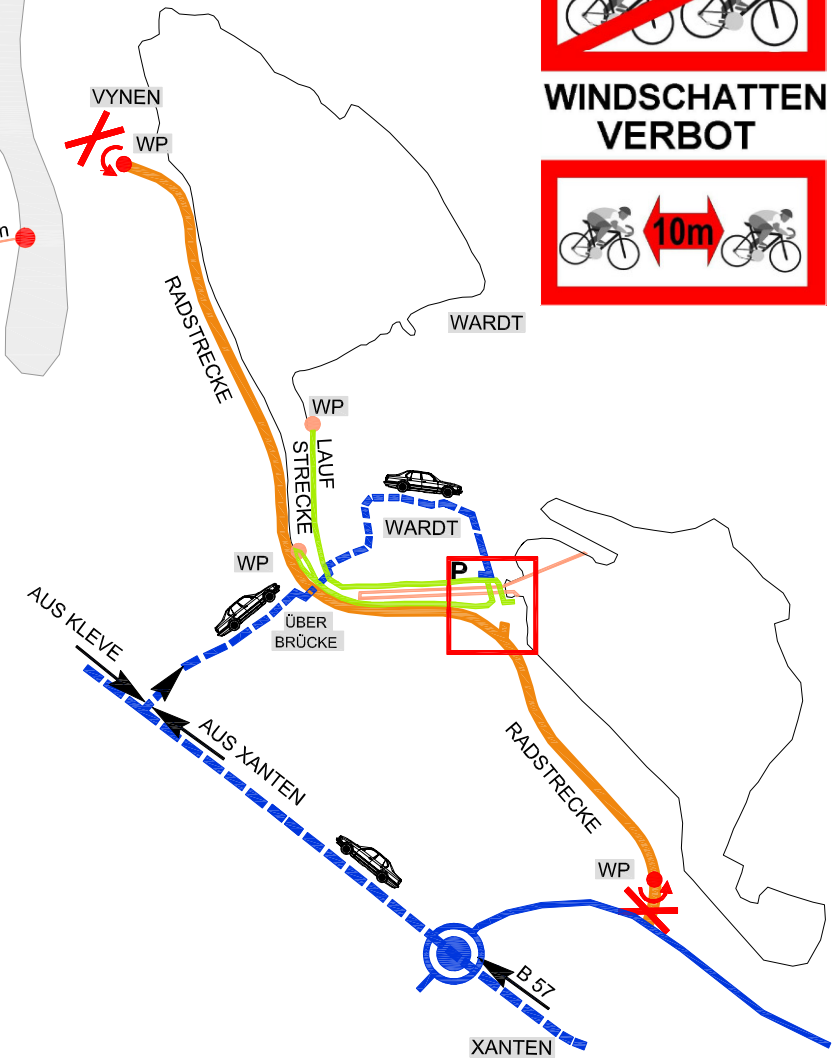 WINDSCHATTEN
VERBOT
10m
VYNEN
WP
RADSTRECKE
WARDT
WP
LAUF
STRECKE
WARDT
WP
P
ÜBER
BRÜCKE
AUS KLEVE
AUS XANTEN
RADSTRECKE
WP
B 57
XANTEN